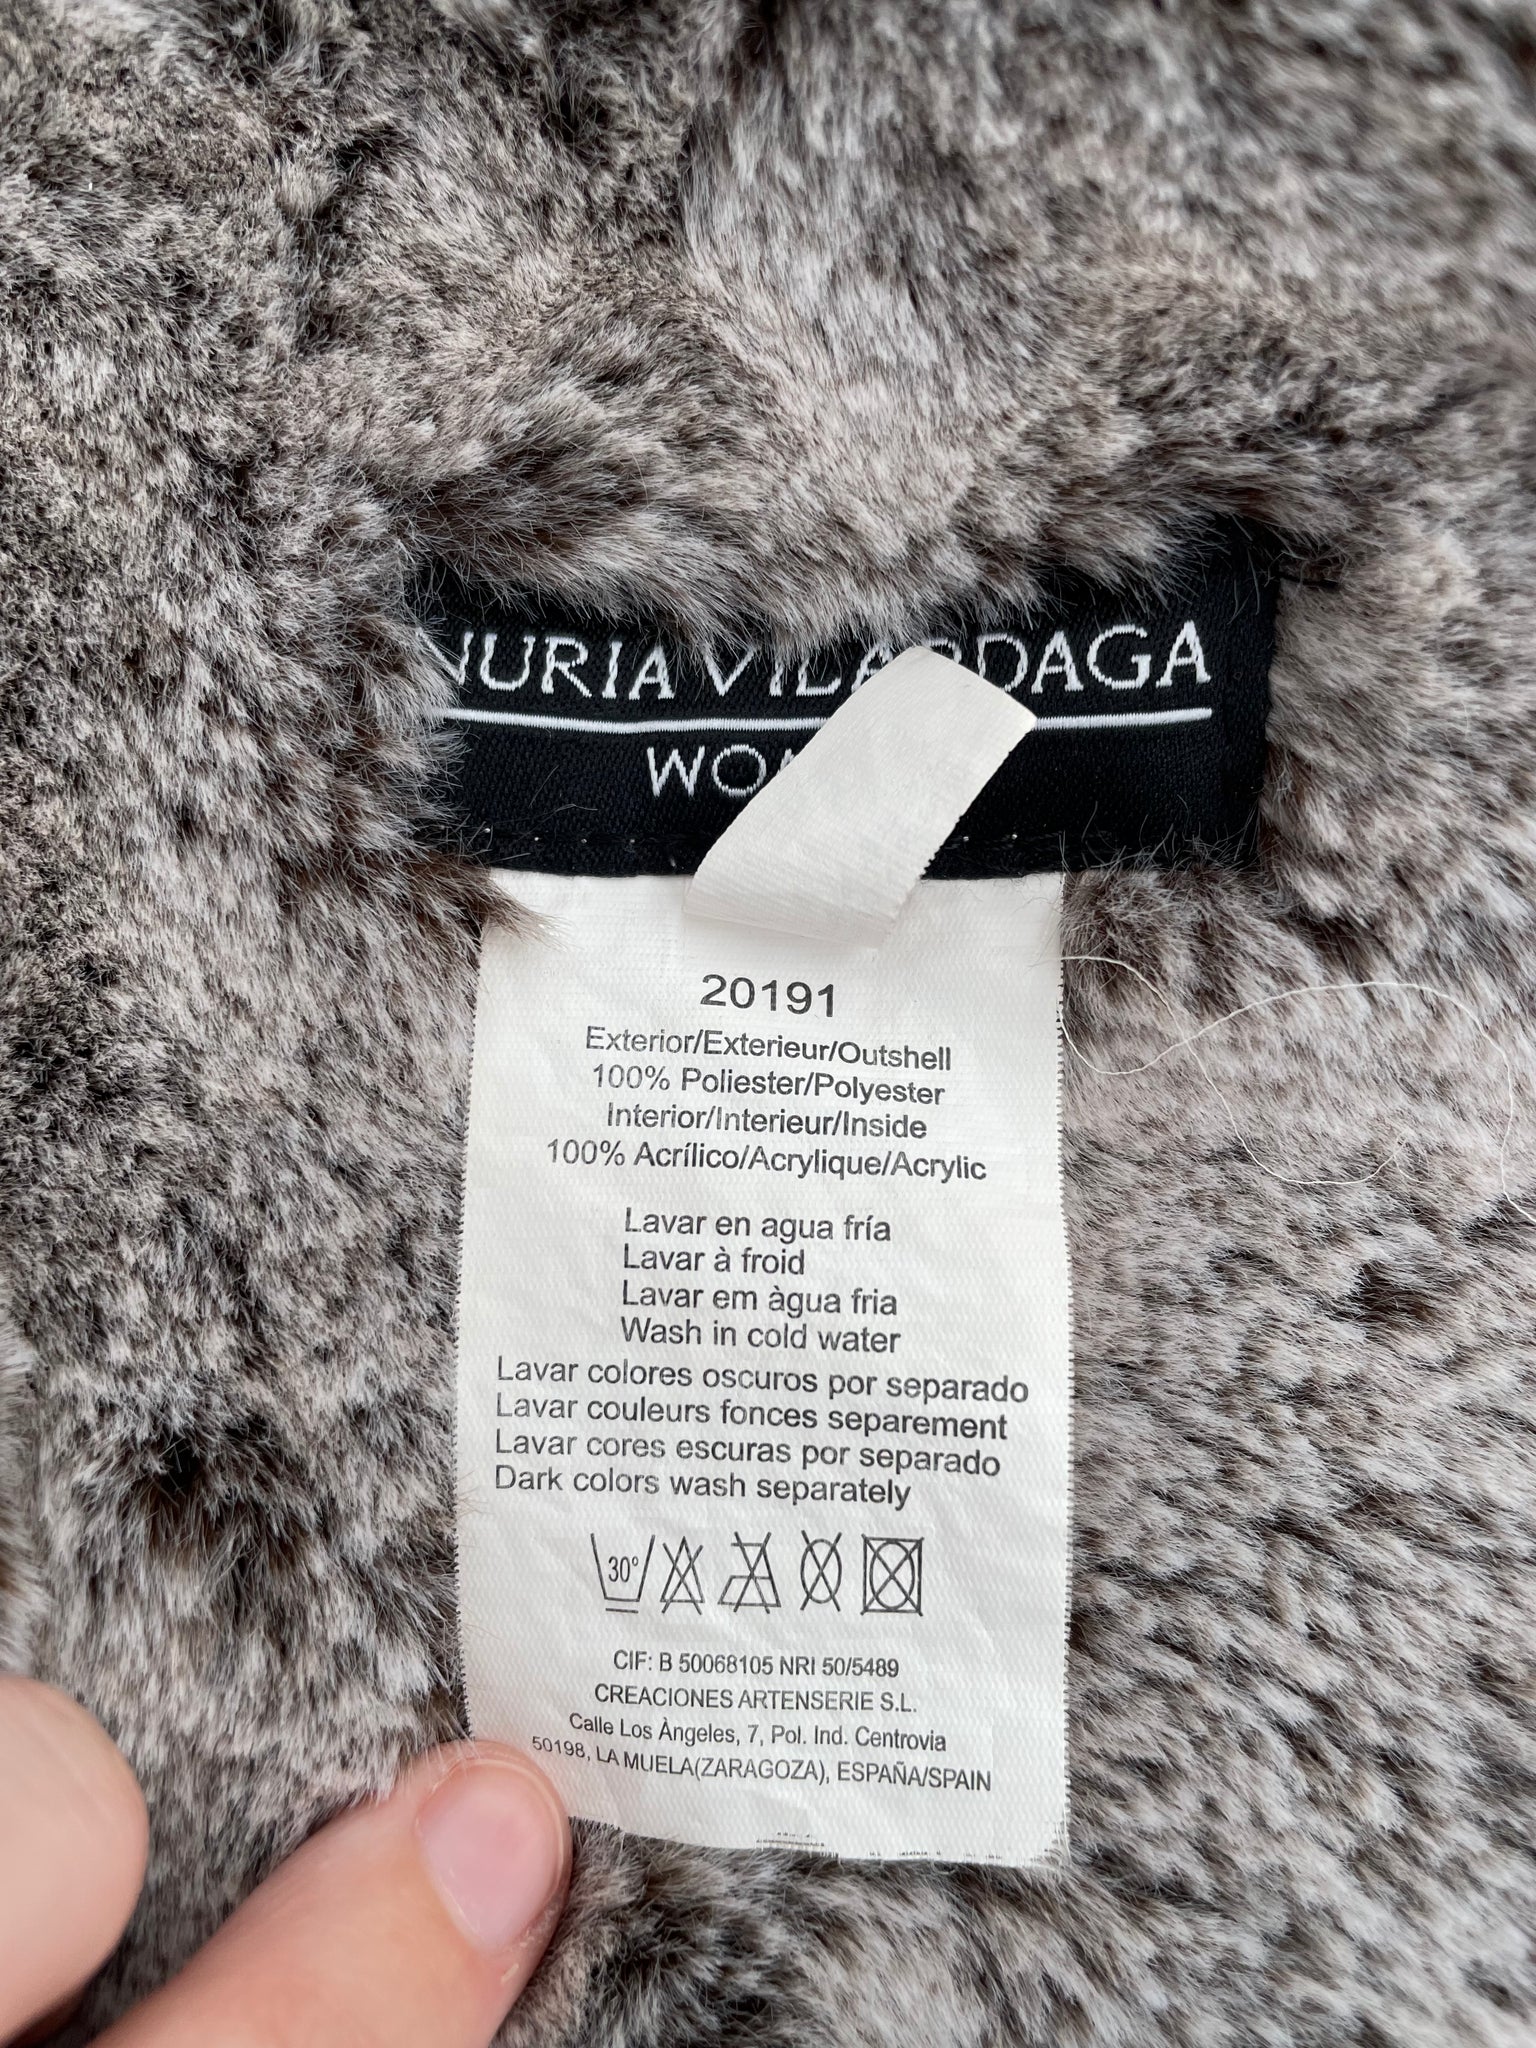 NURIA VILARDAGA
20191
Exterior/Exterieur/Outshell
100% Poliester/Polyester
Interior/Interieur/Inside
100% Acrílico/Acrylique/Acrylic
Lavar en agua fría
Lavar à froid
Lavar em àgua fria
Wash in cold water
Lavar colores oscuros por separado
Lavar couleurs fonces separement
Lavar cores escuras por separado
Dark colors wash separately
30°
CIF: B 50068105 NRI 50/5489
CREACIONES ARTENSERIE S.L.
Calle Los Àngeles, 7, Pol. Ind. Centrovia
50198, LA MUELA(ZARAGOZA), ESPAÑA/SPAIN